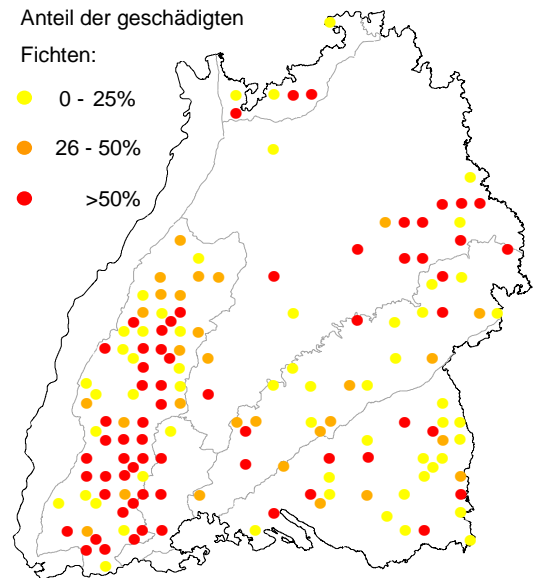 Anteil der geschädigten
Fichten:
0 - 25%
26 - 50%
>50%